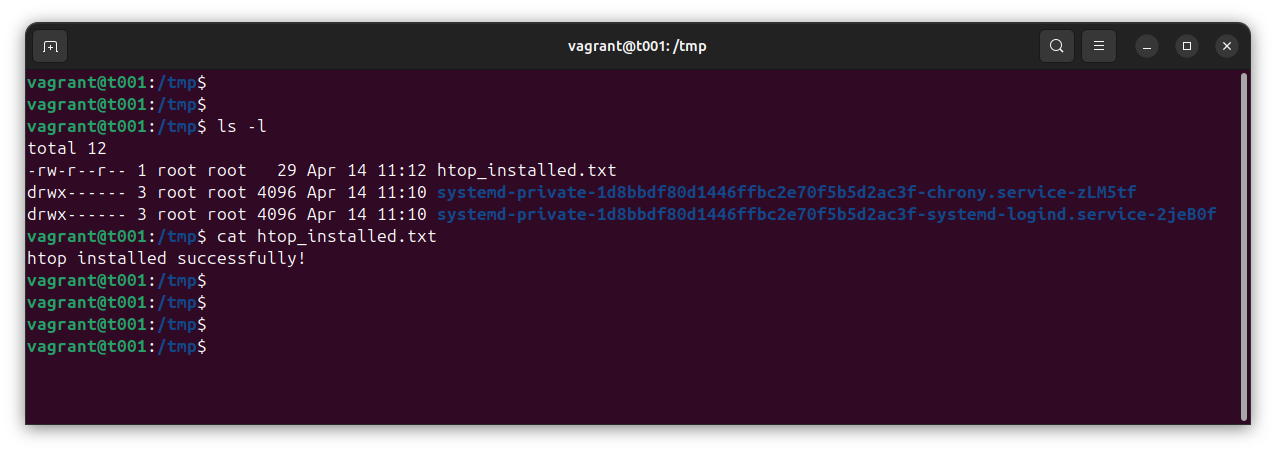 vagrant@t001: /tmp
vagrant@t001:/tmp$
vagrant@t001:/tmp$
vagrant@t001:/tmp$ ls -l
total 12
-rw-r--r-- 1 root root   29 Apr 14 11:12 htop_installed.txt
drwx------ 3 root root 4096 Apr 14 11:10 systemd-private-1d8bbdf80d1446ffbc2e70f5b5d2ac3f-chrony.service-zLM5tf
drwx------ 3 root root 4096 Apr 14 11:10 systemd-private-1d8bbdf80d1446ffbc2e70f5b5d2ac3f-systemd-logind.service-2jeB0f
vagrant@t001:/tmp$ cat htop_installed.txt
htop installed successfully!
vagrant@t001:/tmp$
vagrant@t001:/tmp$
vagrant@t001:/tmp$
vagrant@t001:/tmp$